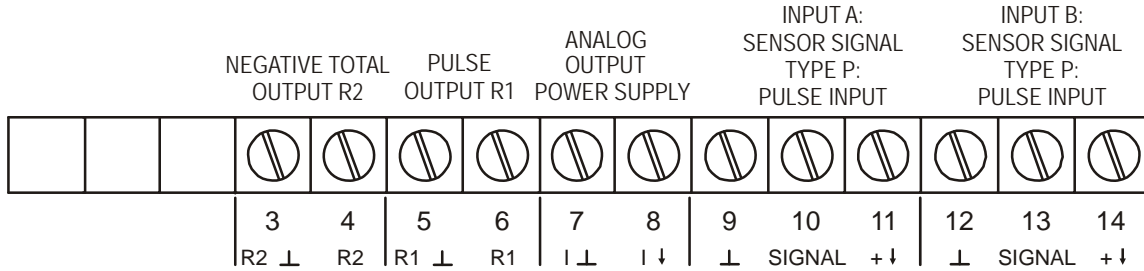 NEGATIVE TOTAL
OUTPUT R2
PULSE
OUTPUT R1
ANALOG
OUTPUT
POWER SUPPLY
INPUT A:
SENSOR SIGNAL
TYPE P:
PULSE INPUT
INPUT B:
SENSOR SIGNAL
TYPE P:
PULSE INPUT
3 4 5 6 7 8 9 10 11 12 13 14
R2 ⊥ R2 R1 ⊥ R1 I ⊥ I ↓ ⊥ SIGNAL + ↓ ⊥ SIGNAL + ↓